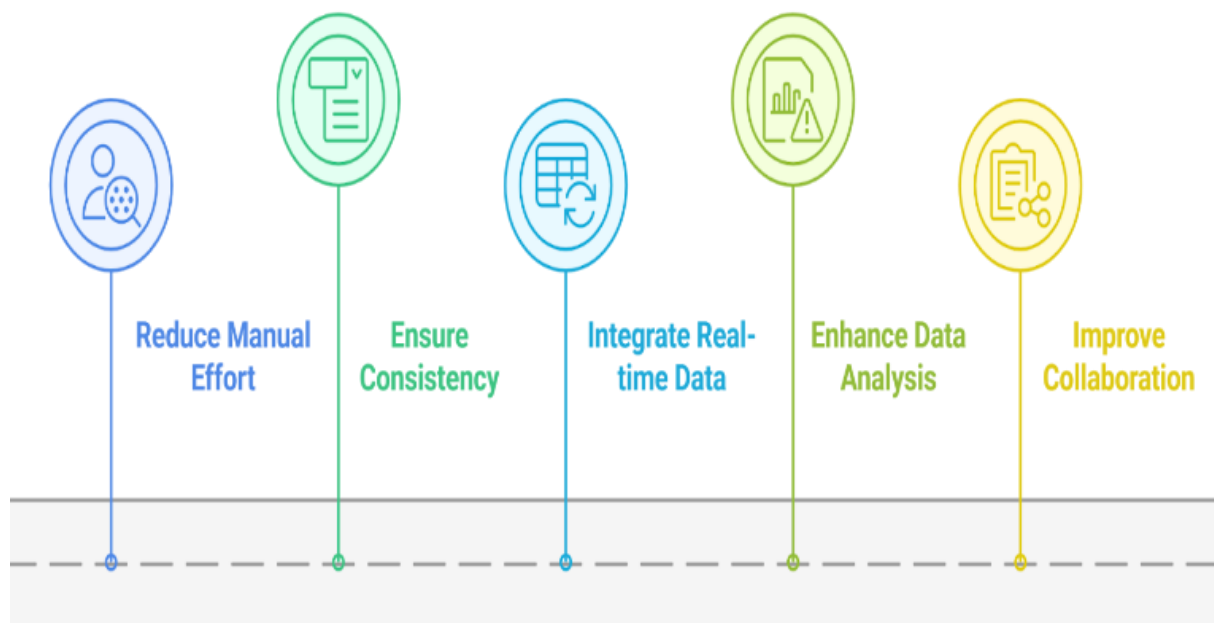 Reduce Manual
Effort
Ensure
Consistency
Integrate Real-
time Data
Enhance Data
Analysis
Improve
Collaboration